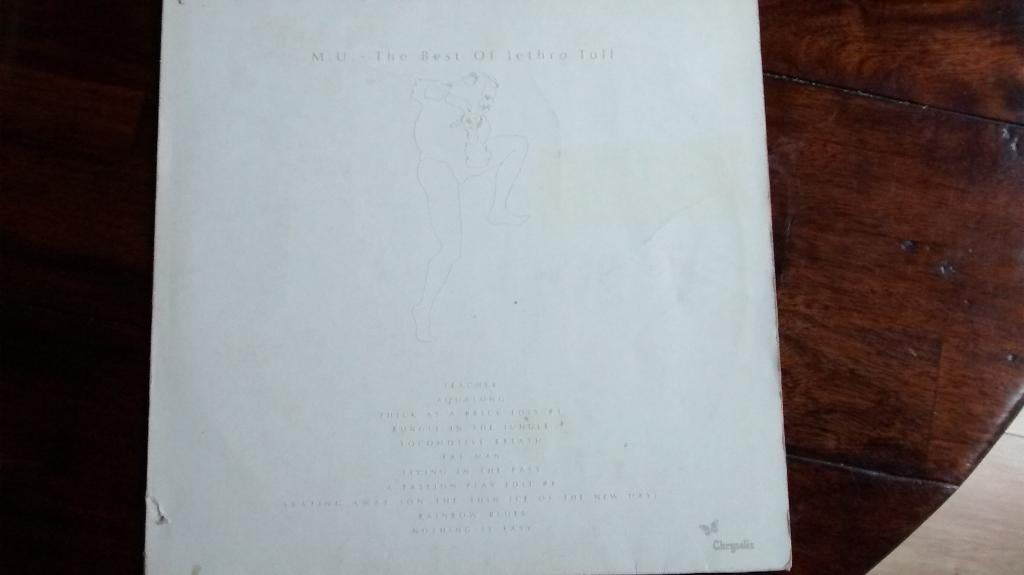 M.U. - The Best Of Jethro Tull
TEACHER
AQUALUNG
THICK AS A BRICK EDIT #1
BUNGLE IN THE JUNGLE
LOCOMOTIVE BREATH
FAT MAN
LIVING IN THE PAST
A PASSION PLAY EDIT #8
SKATING AWAY (ON THE THIN ICE OF THE NEW DAY)
RAINBOW BLUES
NOTHING IS EASY
Chrysalis